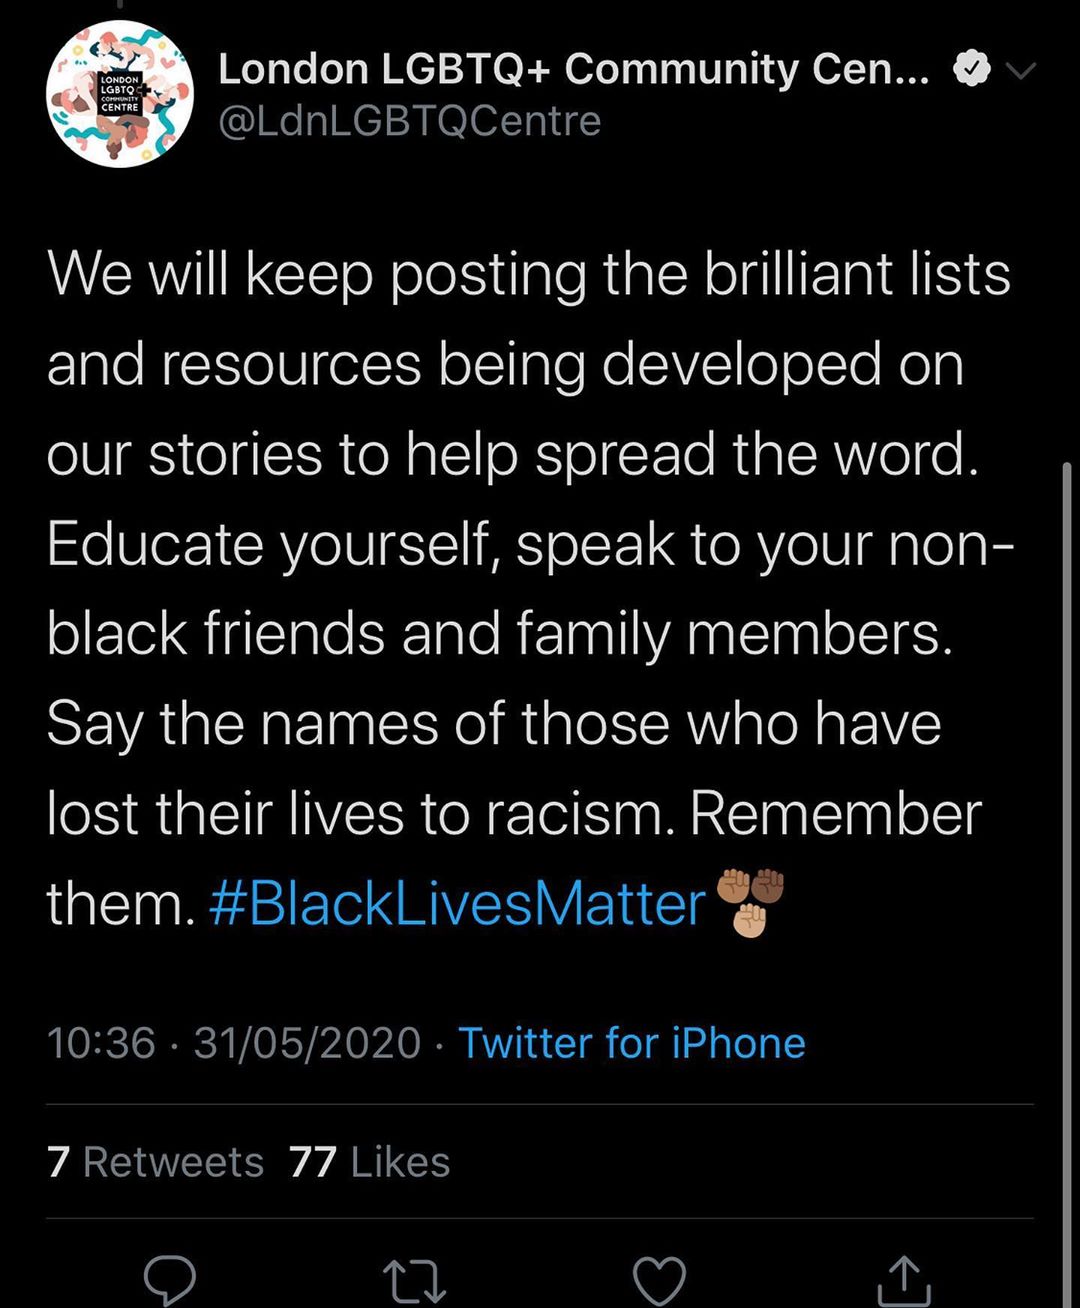 London LGBTQ+ Community Cen...
@LdnLGBTQCentre
LONDON
LGBTQ+
COMMUNITY
CENTRE
We will keep posting the brilliant lists
and resources being developed on
our stories to help spread the word.
Educate yourself, speak to your non-
black friends and family members.
Say the names of those who have
lost their lives to racism. Remember
them. #BlackLivesMatter✊🏾✊🏿
✊🏼
10:36 · 31/05/2020 · Twitter for iPhone
7 Retweets 77 Likes